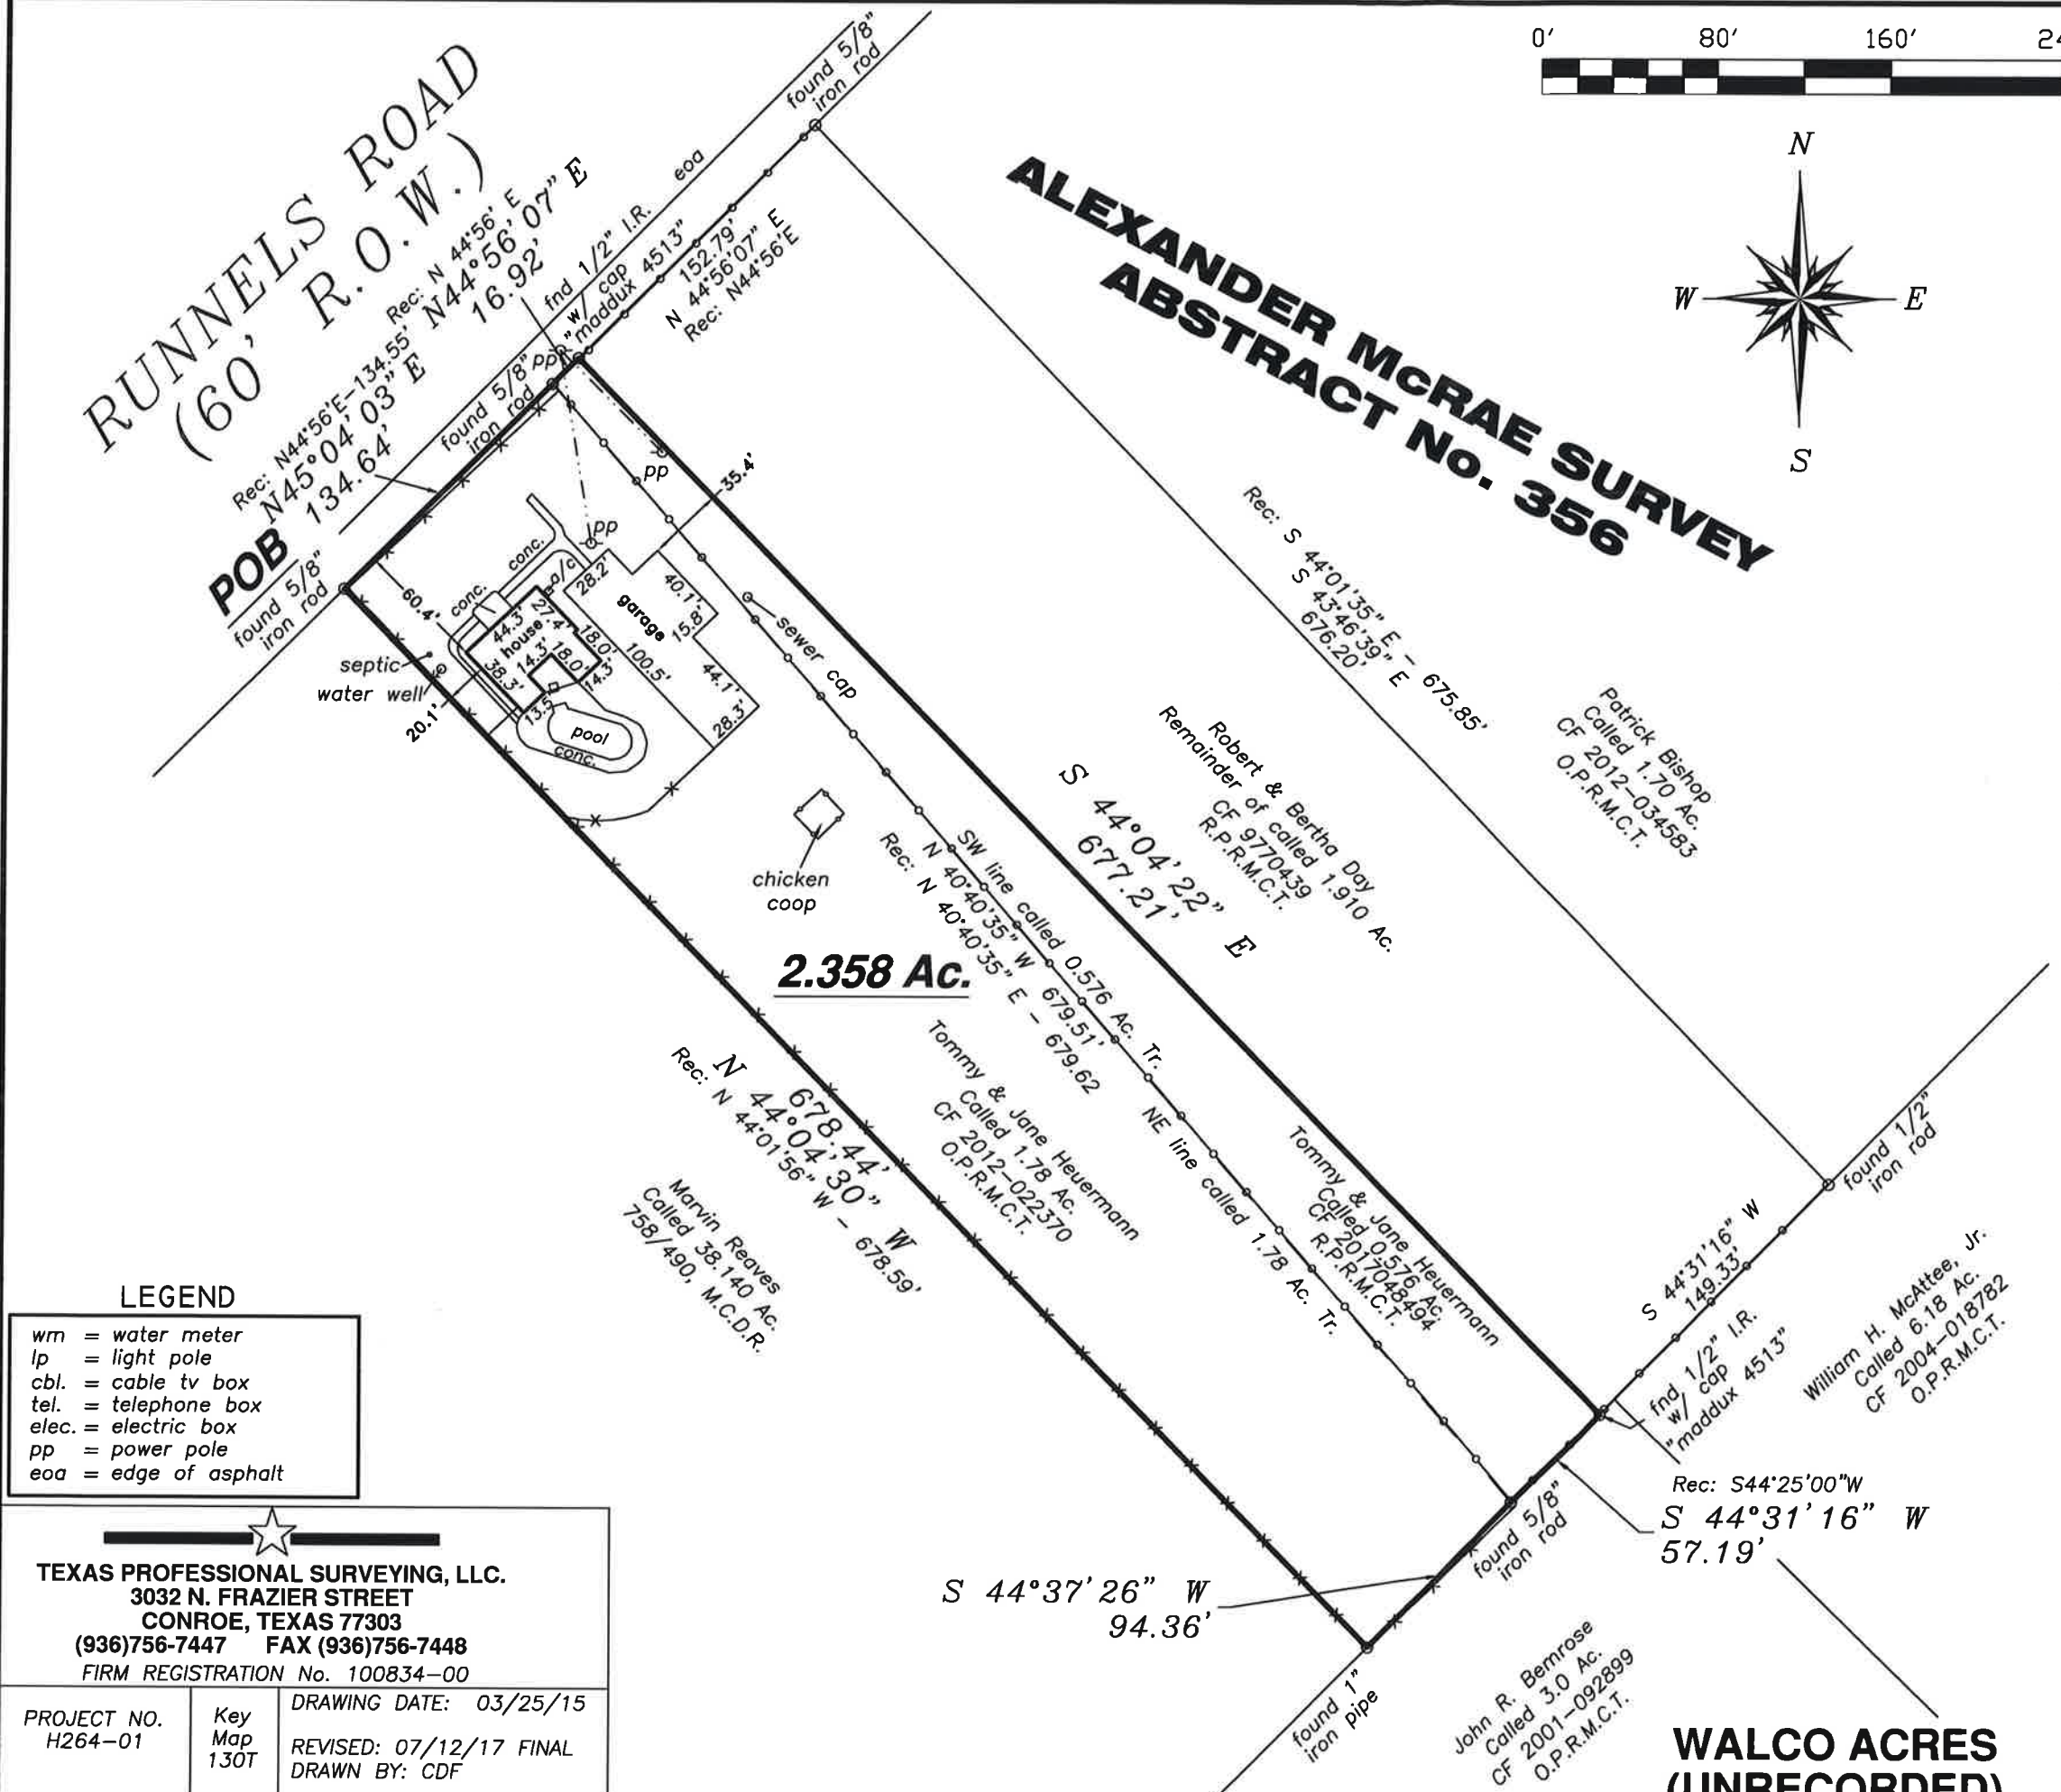 0' 80' 160' 24
N
W E
S
RUNNELS ROAD
(60' R.O.W.)
found 5/8"
iron rod
eoa
Rec: N 44°56' E
N44°56'07" E
16.92'
fnd 1/2" I.R.
w/ cap
"maddux 4513"
152.79'
N 44°56'07" E
Rec: N44°56'E
Rec: N44°56'E-134.55'
N45°04'03" E
134.64'
found 5/8"
iron rod
pp
POB
found 5/8"
iron rod
ALEXANDER McRAE SURVEY
ABSTRACT No. 356
pp
35.4'
pp
conc.
conc.
a/c
60.4'
28.2'
40.1'
garage
15.8'
100.5'
44.1'
28.3'
44.3'
27.4'
house
18.0'
14.3'
18.0'
38.3'
14.3'
13.5'
septic
water well
20.1'
pool
conc.
sewer cap
chicken
coop
Rec: S 44°01'35" E - 675.85'
S 43°46'39" E
676.20'
Patrick Bishop
Called 1.70 Ac.
CF 2012-034583
O.P.R.M.C.T.
Robert & Bertha Day
Remainder of called 1.910 Ac.
CF 9770439
R.P.R.M.C.T.
S 44°04'22" E
677.21'
SW line called 0.576 Ac. Tr.
N 40°40'35" W 679.51'
Rec: N 40°40'35" E - 679.62
2.358 Ac.
Tommy & Jane Heuermann
Called 1.78 Ac.
CF 2012-022370
O.P.R.M.C.T.
NE line called 1.78 Ac. Tr.
Tommy & Jane Heuermann
Called 0.576 Ac.
CF 2017048494
R.P.R.M.C.T.
678.44'
N 44°04'30" W
Rec: N 44°01'56" W - 678.59'
Marvin Reaves
Called 38.140 Ac.
758/490, M.C.D.R.
found 1/2"
iron rod
S 44°31'16" W
149.33'
William H. McAttee, Jr.
Called 6.18 Ac.
CF 2004-018782
O.P.R.M.C.T.
fnd 1/2" I.R.
w/ cap
"maddux 4513"
Rec: S44°25'00"W
S 44°31'16" W
57.19'
found 5/8"
iron rod
S 44°37'26" W
94.36'
found 1"
iron pipe
John R. Bemrose
Called 3.0 Ac.
CF 2001-092899
O.P.R.M.C.T.
WALCO ACRES
(UNRECORDED)
LEGEND
wm = water meter
lp = light pole
cbl. = cable tv box
tel. = telephone box
elec. = electric box
pp = power pole
eoa = edge of asphalt
TEXAS PROFESSIONAL SURVEYING, LLC.
3032 N. FRAZIER STREET
CONROE, TEXAS 77303
(936)756-7447 FAX (936)756-7448
FIRM REGISTRATION No. 100834-00
PROJECT NO.
H264-01
Key
Map
130T
DRAWING DATE: 03/25/15
REVISED: 07/12/17 FINAL
DRAWN BY: CDF